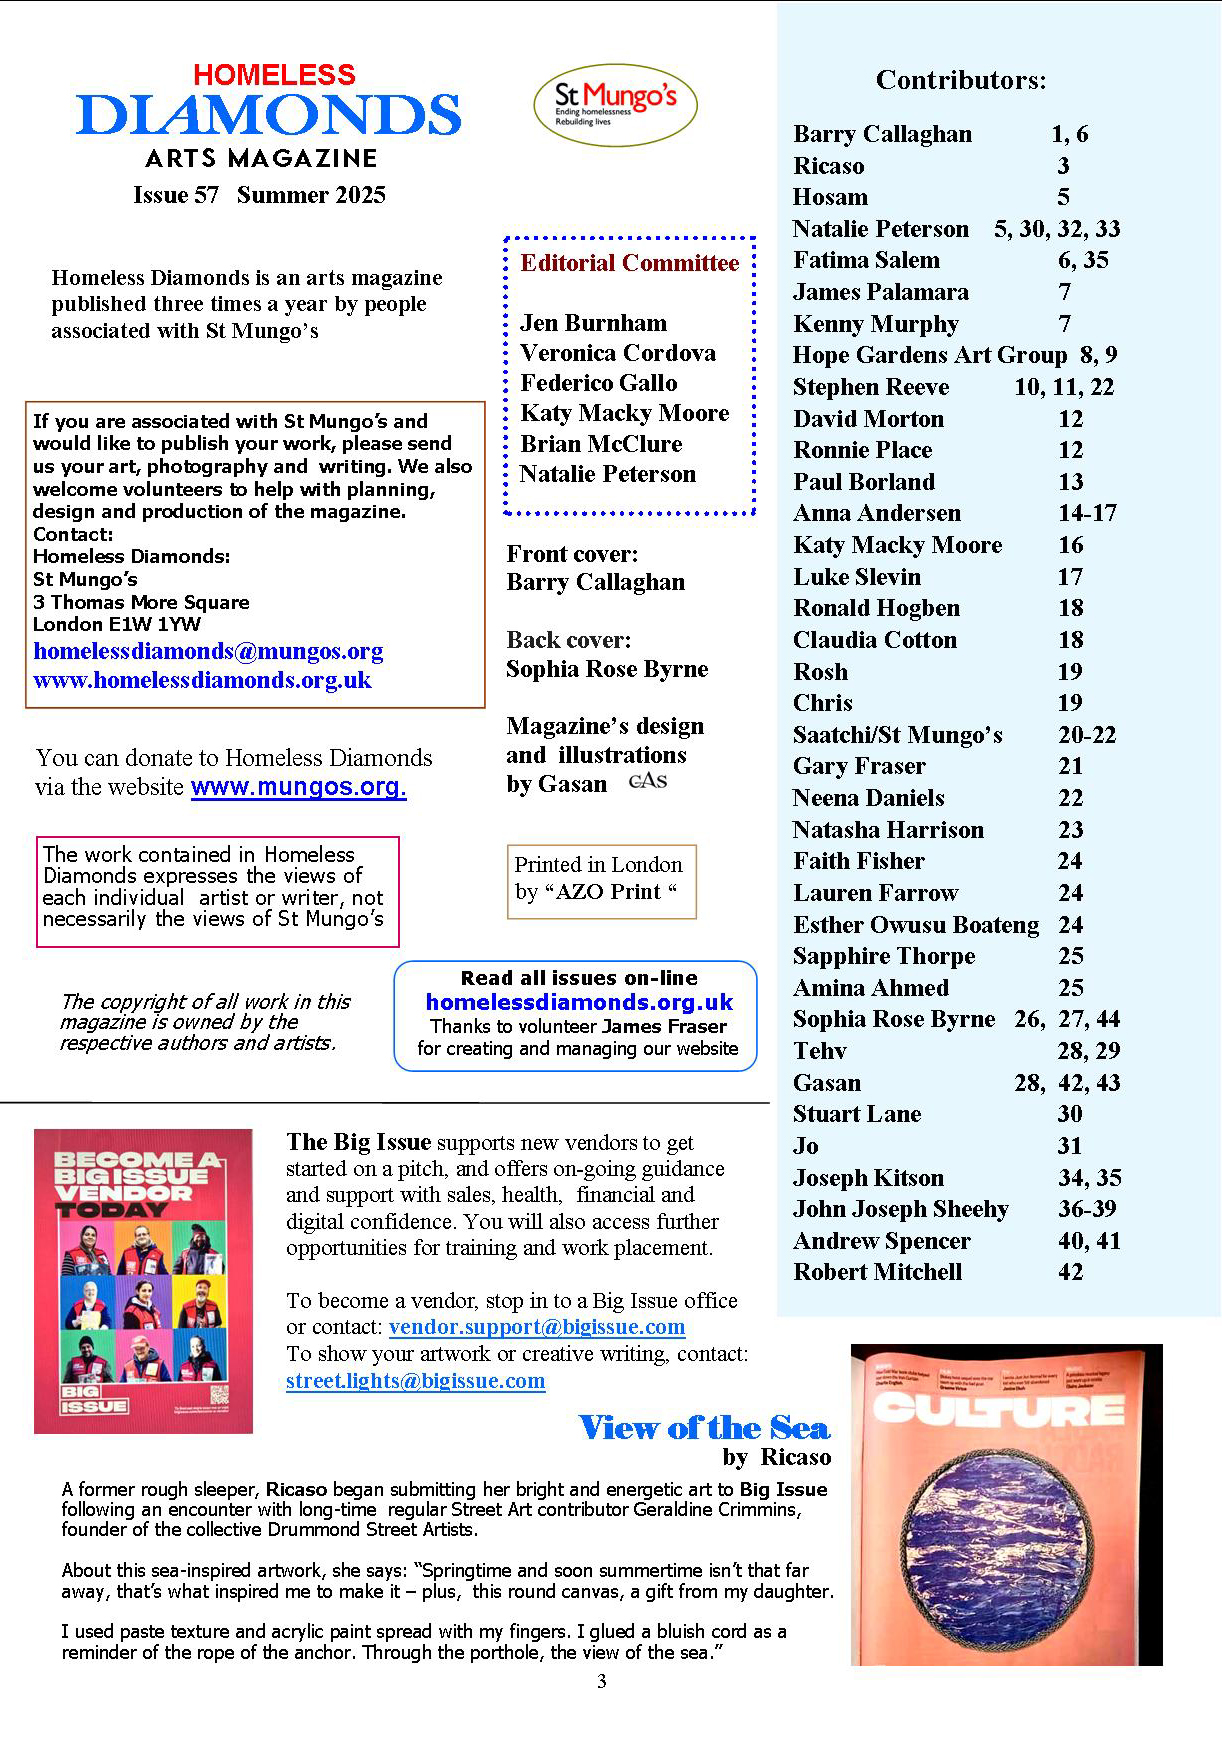 HOMELESS
DIAMONDS
ARTS MAGAZINE
Issue 57 Summer 2025
St Mungo's
Ending homelessness
Rebuilding lives
Homeless Diamonds is an arts magazine
published three times a year by people
associated with St Mungo's
If you are associated with St Mungo's and
would like to publish your work, please send
us your art, photography and writing. We also
welcome volunteers to help with planning,
design and production of the magazine.
Contact:
Homeless Diamonds:
St Mungo's
3 Thomas More Square
London E1W 1YW
homelessdiamonds@mungos.org
www.homelessdiamonds.org.uk
You can donate to Homeless Diamonds
via the website www.mungos.org.
The work contained in Homeless
Diamonds expresses the views of
each individual artist or writer, not
necessarily the views of St Mungo's
The copyright of all work in this
magazine is owned by the
respective authors and artists.
Editorial Committee
Jen Burnham
Veronica Cordova
Federico Gallo
Katy Macky Moore
Brian McClure
Natalie Peterson
Front cover:
Barry Callaghan
Back cover:
Sophia Rose Byrne
Magazine's design
and illustrations
by Gasan GAS
Printed in London
by “AZO Print “
Read all issues on-line
homelessdiamonds.org.uk
Thanks to volunteer James Fraser
for creating and managing our website
Contributors:
Barry Callaghan 1, 6
Ricaso 3
Hosam 5
Natalie Peterson 5, 30, 32, 33
Fatima Salem 6, 35
James Palamara 7
Kenny Murphy 7
Hope Gardens Art Group 8, 9
Stephen Reeve 10, 11, 22
David Morton 12
Ronnie Place 12
Paul Borland 13
Anna Andersen 14-17
Katy Macky Moore 16
Luke Slevin 17
Ronald Hogben 18
Claudia Cotton 18
Rosh 19
Chris 19
Saatchi/St Mungo's 20-22
Gary Fraser 21
Neena Daniels 22
Natasha Harrison 23
Faith Fisher 24
Lauren Farrow 24
Esther Owusu Boateng 24
Sapphire Thorpe 25
Amina Ahmed 25
Sophia Rose Byrne 26, 27, 44
Tehv 28, 29
Gasan 28, 42, 43
Stuart Lane 30
Jo 31
Joseph Kitson 34, 35
John Joseph Sheehy 36-39
Andrew Spencer 40, 41
Robert Mitchell 42
BECOME A
BIG ISSUE
VENDOR
TODAY
BIG
ISSUE
The Big Issue supports new vendors to get
started on a pitch, and offers on-going guidance
and support with sales, health, financial and
digital confidence. You will also access further
opportunities for training and work placement.
To become a vendor, stop in to a Big Issue office
or contact: vendor.support@bigissue.com
To show your artwork or creative writing, contact:
street.lights@bigissue.com
View of the Sea
by Ricaso
A former rough sleeper, Ricaso began submitting her bright and energetic art to Big Issue
following an encounter with long-time regular Street Art contributor Geraldine Crimmins,
founder of the collective Drummond Street Artists.
About this sea-inspired artwork, she says: “Springtime and soon summertime isn't that far
away, that's what inspired me to make it – plus, this round canvas, a gift from my daughter.
I used paste texture and acrylic paint spread with my fingers. I glued a bluish cord as a
reminder of the rope of the anchor. Through the porthole, the view of the sea.”
CULTURE
3